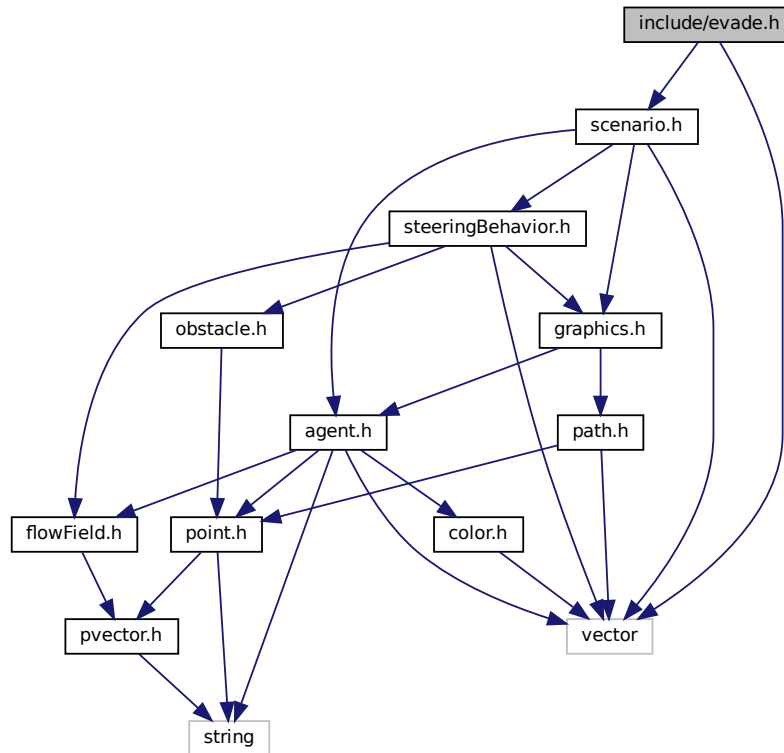 include/evade.h
scenario.h
steeringBehavior.h
obstacle.h
graphics.h
agent.h
path.h
flowField.h
point.h
color.h
pvector.h
vector
string